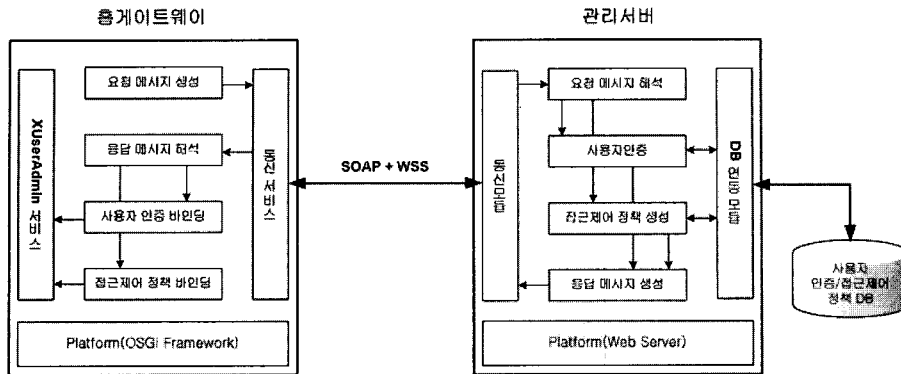 홈게이트웨이
관리서버
XUserAdmin 서비스
요청 메시지 생성
응답 메시지 해석
사용자 인증 바인딩
접근제어 정책 바인딩
통신 서비스
Platform(OSGi Framework)
SOAP + WSS
통신모듈
요청 메시지 해석
사용자인증
접근제어 정책 생성
응답 메시지 생성
DB 연동 모듈
Platform(Web Server)
사용자
인증/접근제어
정책 DB